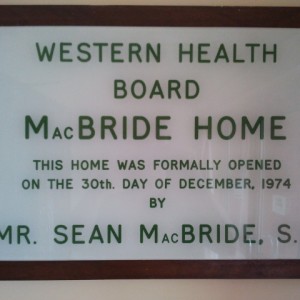 WESTERN HEALTH
BOARD
MacBRIDE HOME
THIS HOME WAS FORMALLY OPENED
ON THE 30th. DAY OF DECEMBER, 1974
BY
MR. SEAN MacBRIDE, S.